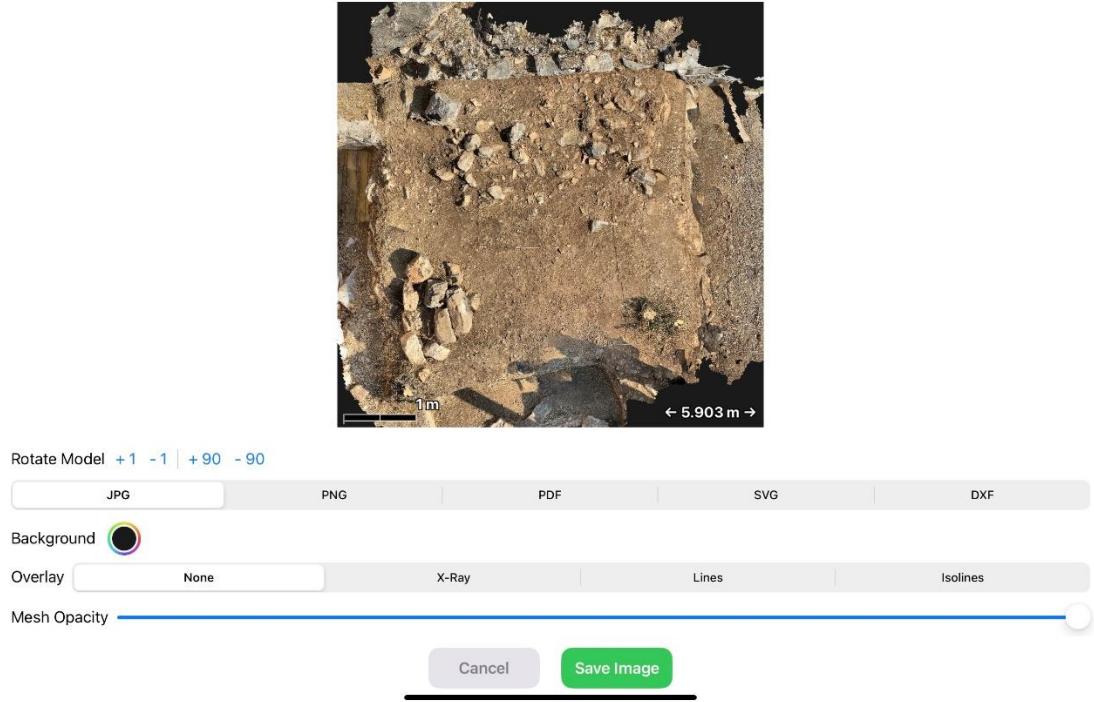 1 m
← 5.903 m →
Rotate Model +1 -1 +90 -90
JPG PNG PDF SVG DXF
Background
Overlay None X-Ray Lines Isolines
Mesh Opacity
Cancel Save Image